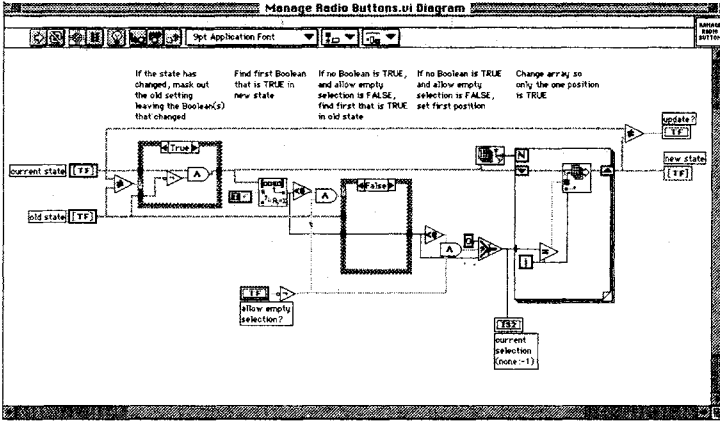 Manage Radio Buttons.vi Diagram
9pt Application Font
MANAGE
RADIO
BUTTON
If the state has
changed, mask out
the old setting
leaving the Boolean(s)
that changed
Find first Boolean
that is TRUE in
new state
If no Boolean is TRUE,
and allow empty
selection is FALSE,
find first that is TRUE
in old state
If no Boolean is TRUE
and allow empty
selection is FALSE,
set first position
Change array so
only the one position
is TRUE
update?
TF
True
N
new state
[TF]
current state [TF]
False
old state [TF]
0
i
TF
allow empty
selection?
I32
current
selection
(none:-1)